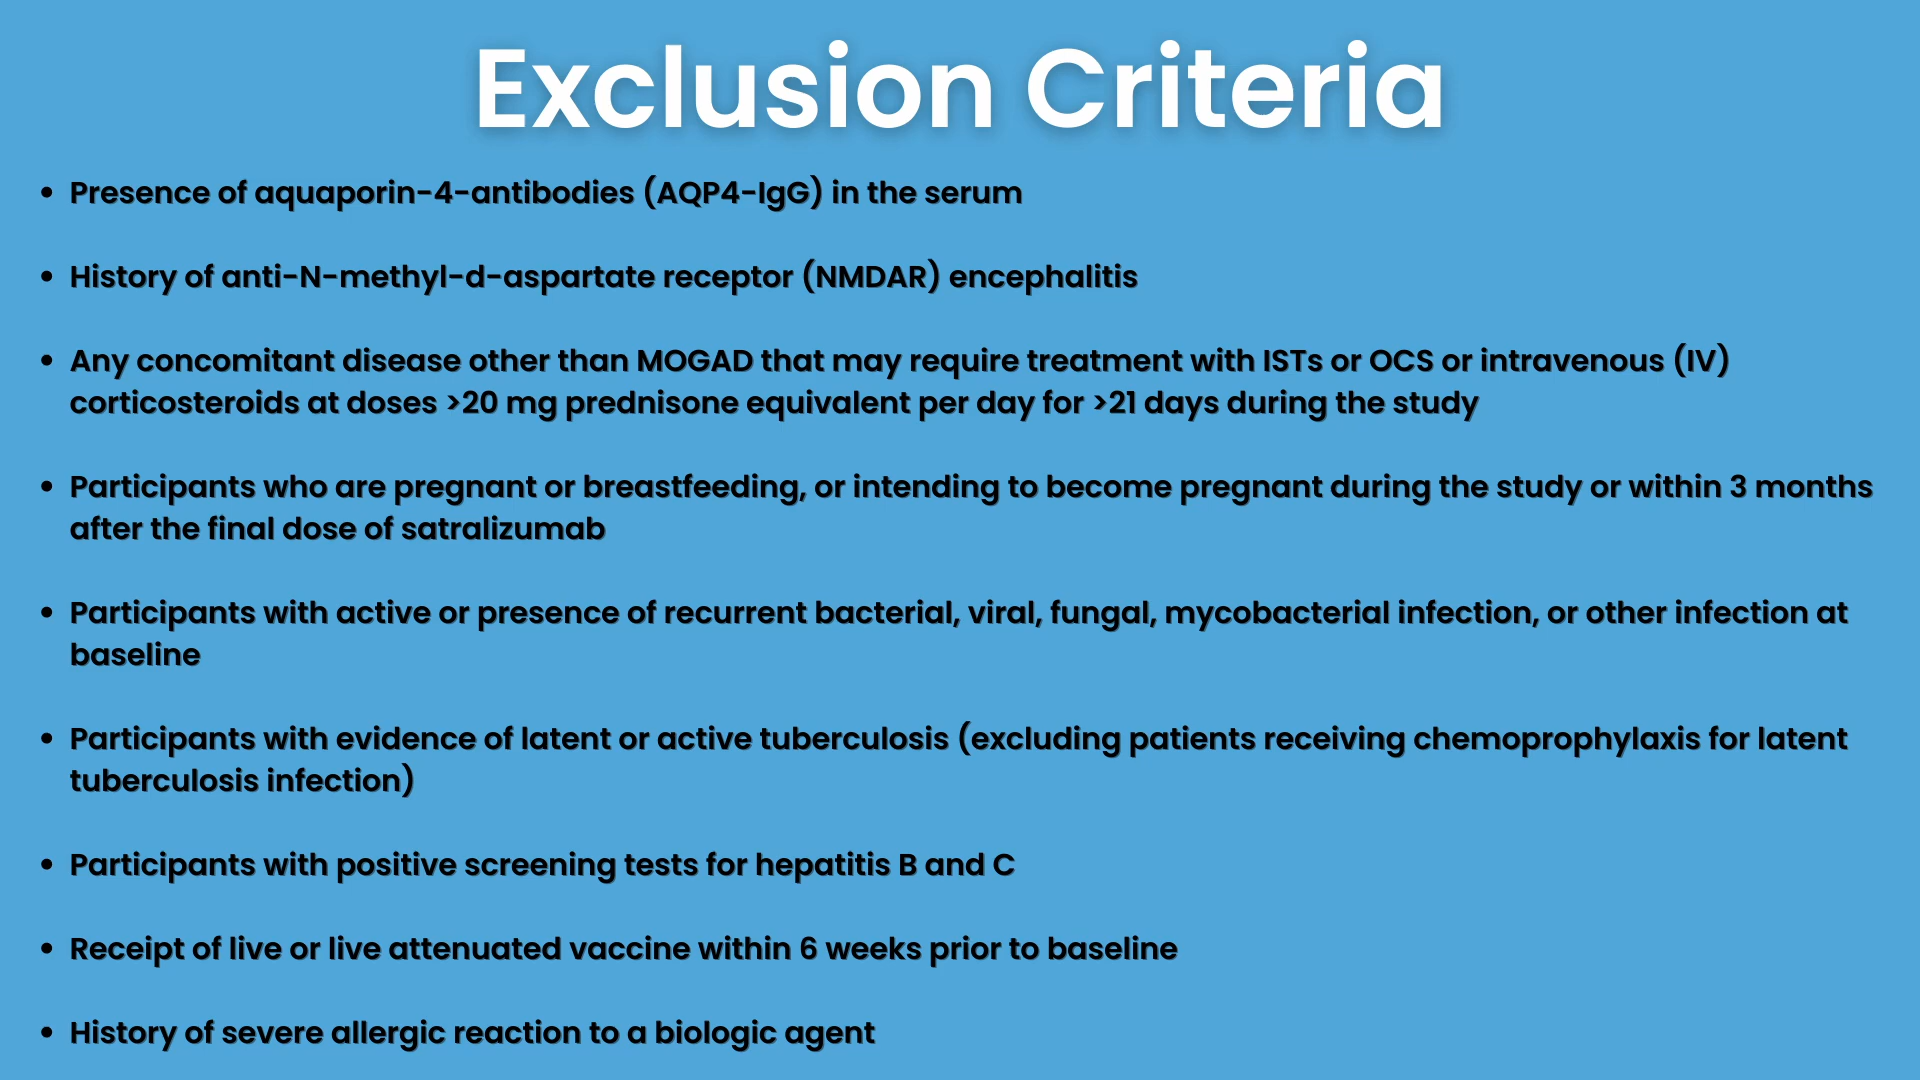 Exclusion Criteria
• Presence of aquaporin-4-antibodies (AQP4-IgG) in the serum
• History of anti-N-methyl-d-aspartate receptor (NMDAR) encephalitis
• Any concomitant disease other than MOGAD that may require treatment with ISTs or OCS or intravenous (IV)
corticosteroids at doses >20 mg prednisone equivalent per day for >21 days during the study
• Participants who are pregnant or breastfeeding, or intending to become pregnant during the study or within 3 months
after the final dose of satralizumab
• Participants with active or presence of recurrent bacterial, viral, fungal, mycobacterial infection, or other infection at
baseline
• Participants with evidence of latent or active tuberculosis (excluding patients receiving chemoprophylaxis for latent
tuberculosis infection)
• Participants with positive screening tests for hepatitis B and C
• Receipt of live or live attenuated vaccine within 6 weeks prior to baseline
• History of severe allergic reaction to a biologic agent